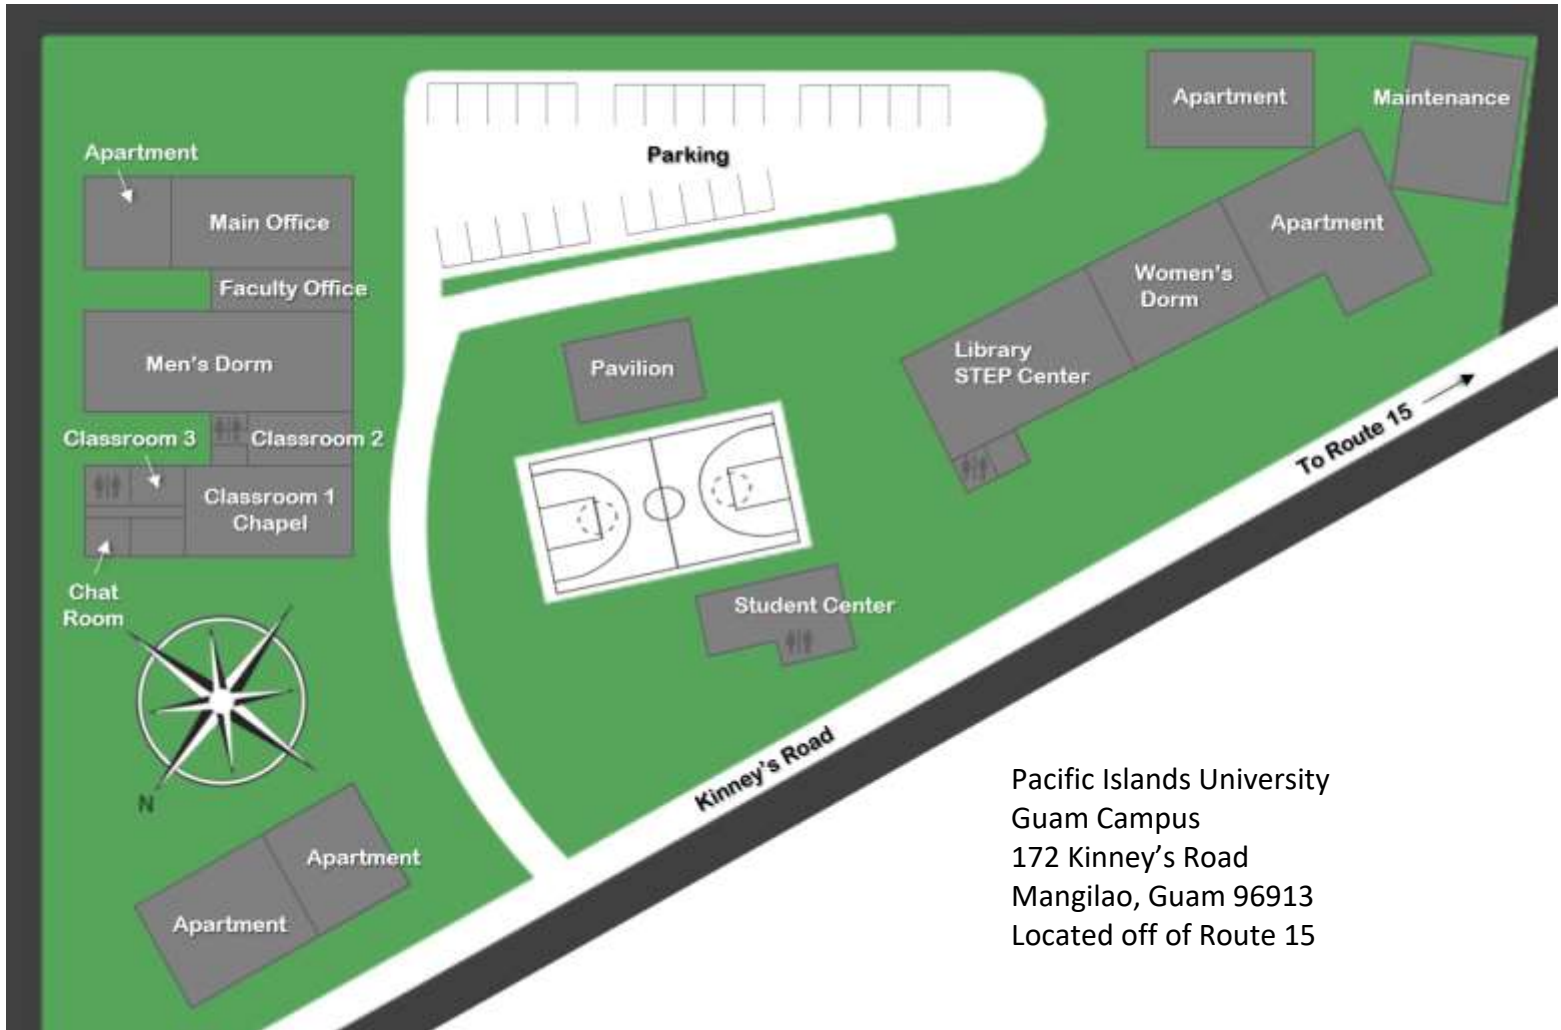 Apartment
Maintenance
Parking
Apartment
Main Office
Apartment
Faculty Office
Women's
Dorm
Men's Dorm
Pavilion
Library
STEP Center
Classroom 3
Classroom 2
To Route 15
Classroom 1
Chapel
Chat
Room
Student Center
Kinney's Road
N
Apartment
Apartment
Pacific Islands University
Guam Campus
172 Kinney’s Road
Mangilao, Guam 96913
Located off of Route 15